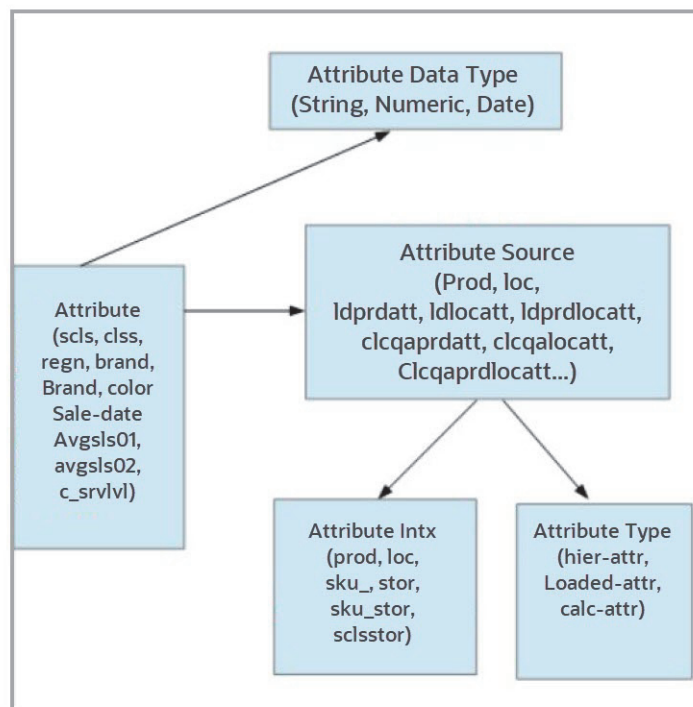 Attribute Data Type
(String, Numeric, Date)
Attribute Source
(Prod, loc,
ldprdatt, ldlocatt, ldprdlocatt,
clcqaprdatt, clcqalocatt,
Clcqaprdlocatt...)
Attribute
(scls, clss,
regn, brand,
Brand, color
Sale-date
Avgsls01,
avgsls02,
c_srvlvl)
Attribute Intx
(prod, loc,
sku_, stor,
sku_stor,
sclsstor)
Attribute Type
(hier-attr,
Loaded-attr,
calc-attr)